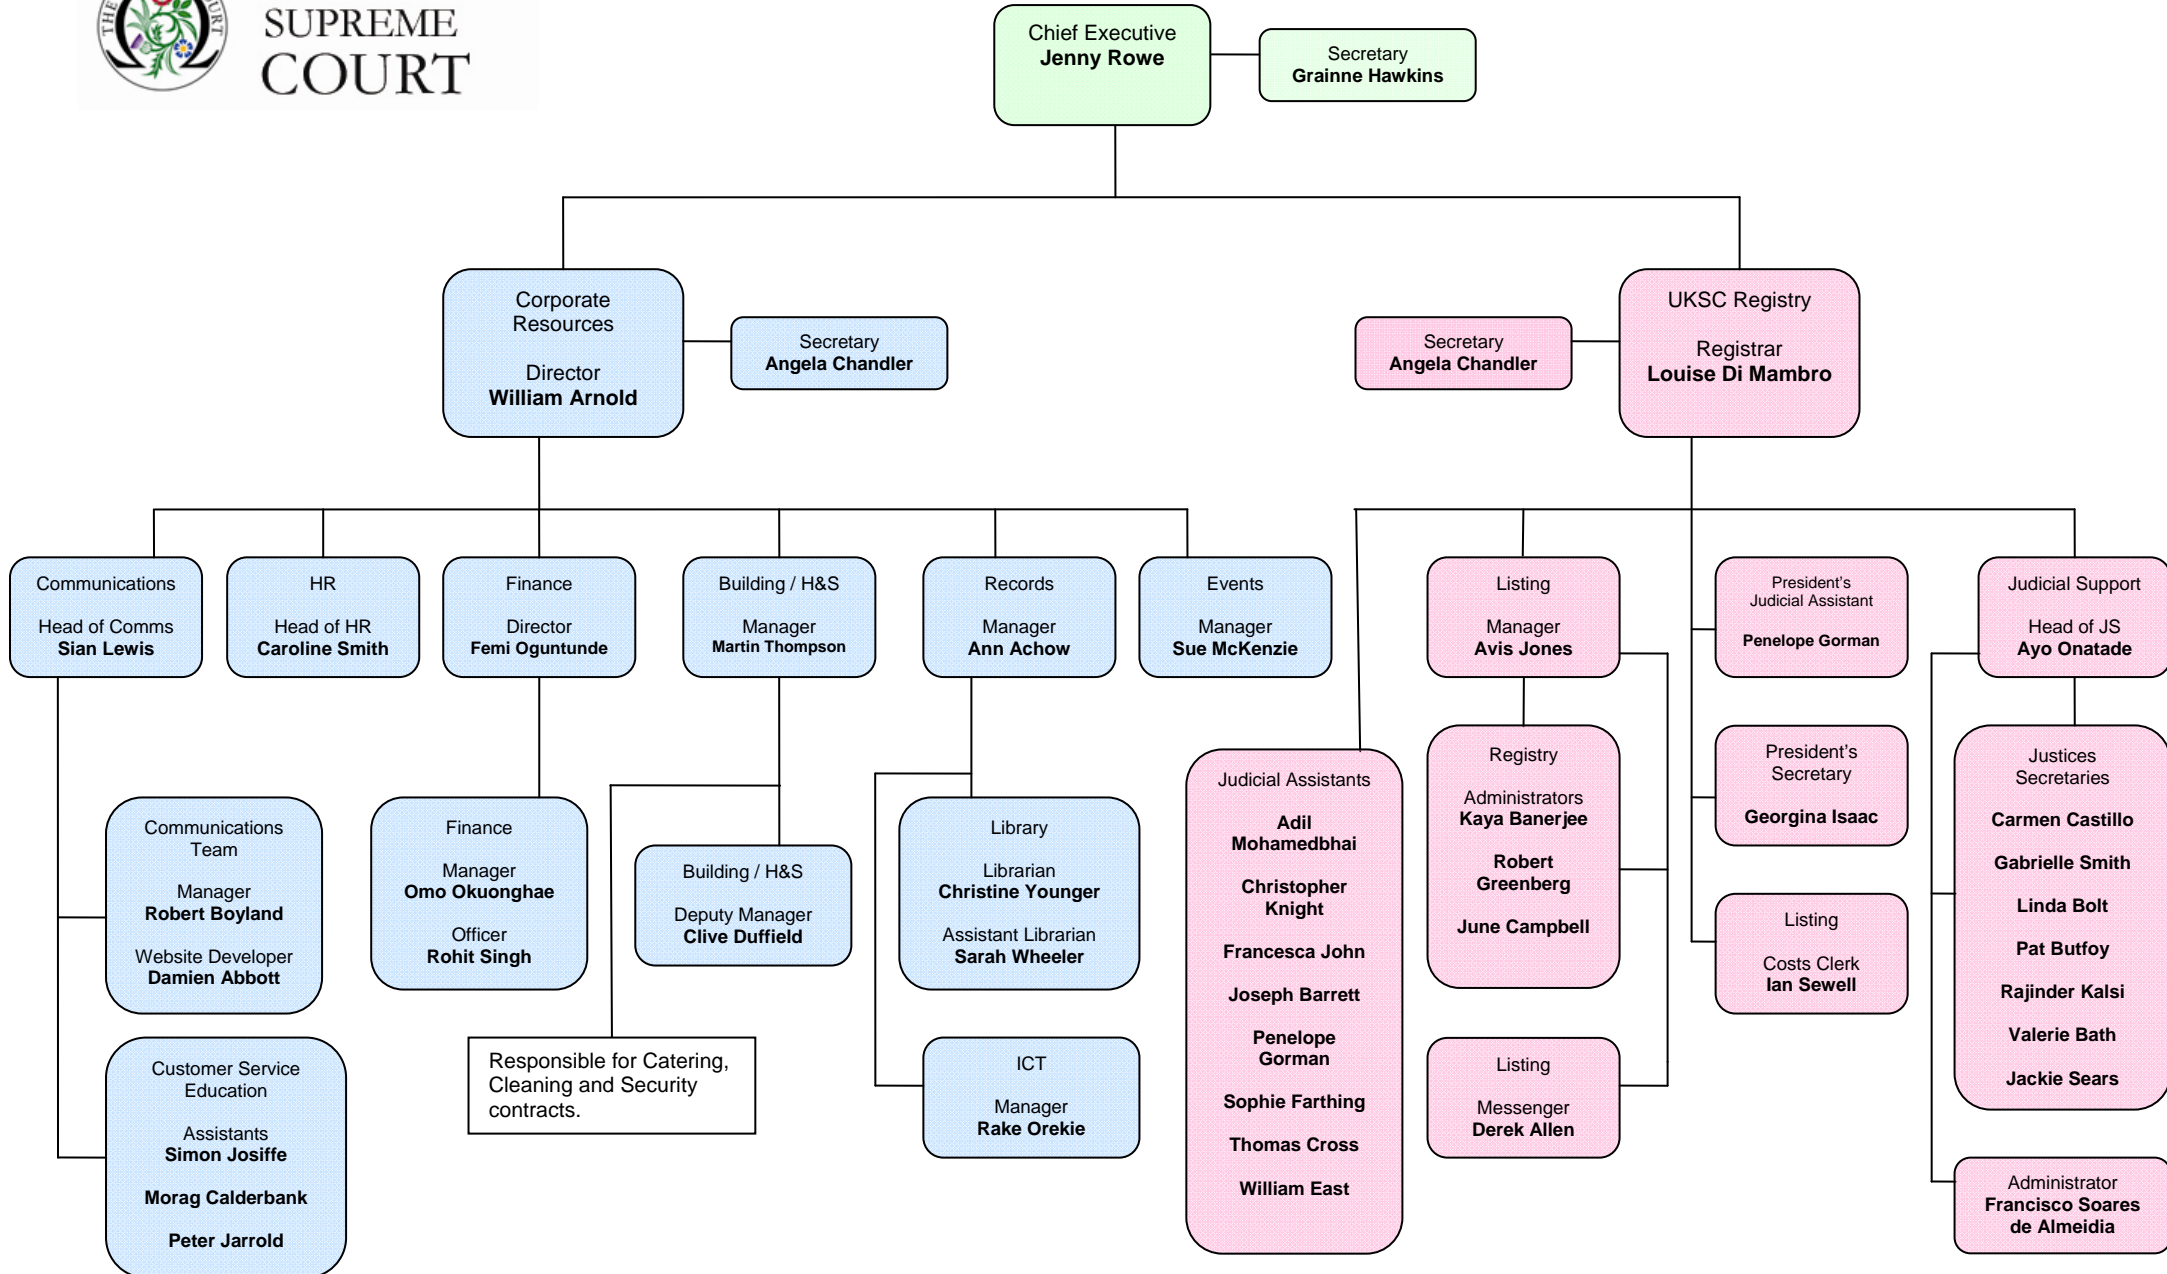 SUPREME
COURT
Chief Executive
Jenny Rowe
Secretary
Grainne Hawkins
Corporate
Resources
Director
William Arnold
Secretary
Angela Chandler
Secretary
Angela Chandler
UKSC Registry
Registrar
Louise Di Mambro
Communications
Head of Comms
Sian Lewis
HR
Head of HR
Caroline Smith
Finance
Director
Femi Oguntunde
Building / H&S
Manager
Martin Thompson
Records
Manager
Ann Achow
Events
Manager
Sue McKenzie
Listing
Manager
Avis Jones
President's
Judicial Assistant
Penelope Gorman
Judicial Support
Head of JS
Ayo Onatade
Communications
Team
Manager
Robert Boyland
Website Developer
Damien Abbott
Customer Service
Education
Assistants
Simon Josiffe
Morag Calderbank
Peter Jarrold
Finance
Manager
Omo Okuonghae
Officer
Rohit Singh
Responsible for Catering,
Cleaning and Security
contracts.
Building / H&S
Deputy Manager
Clive Duffield
Library
Librarian
Christine Younger
Assistant Librarian
Sarah Wheeler
ICT
Manager
Rake Orekie
Judicial Assistants
Adil
Mohamedbhai
Christopher
Knight
Francesca John
Joseph Barrett
Penelope
Gorman
Sophie Farthing
Thomas Cross
William East
Registry
Administrators
Kaya Banerjee
Robert
Greenberg
June Campbell
Listing
Messenger
Derek Allen
President's
Secretary
Georgina Isaac
Listing
Costs Clerk
Ian Sewell
Justices
Secretaries
Carmen Castillo
Gabrielle Smith
Linda Bolt
Pat Butfoy
Rajinder Kalsi
Valerie Bath
Jackie Sears
Administrator
Francisco Soares
de Almeidia